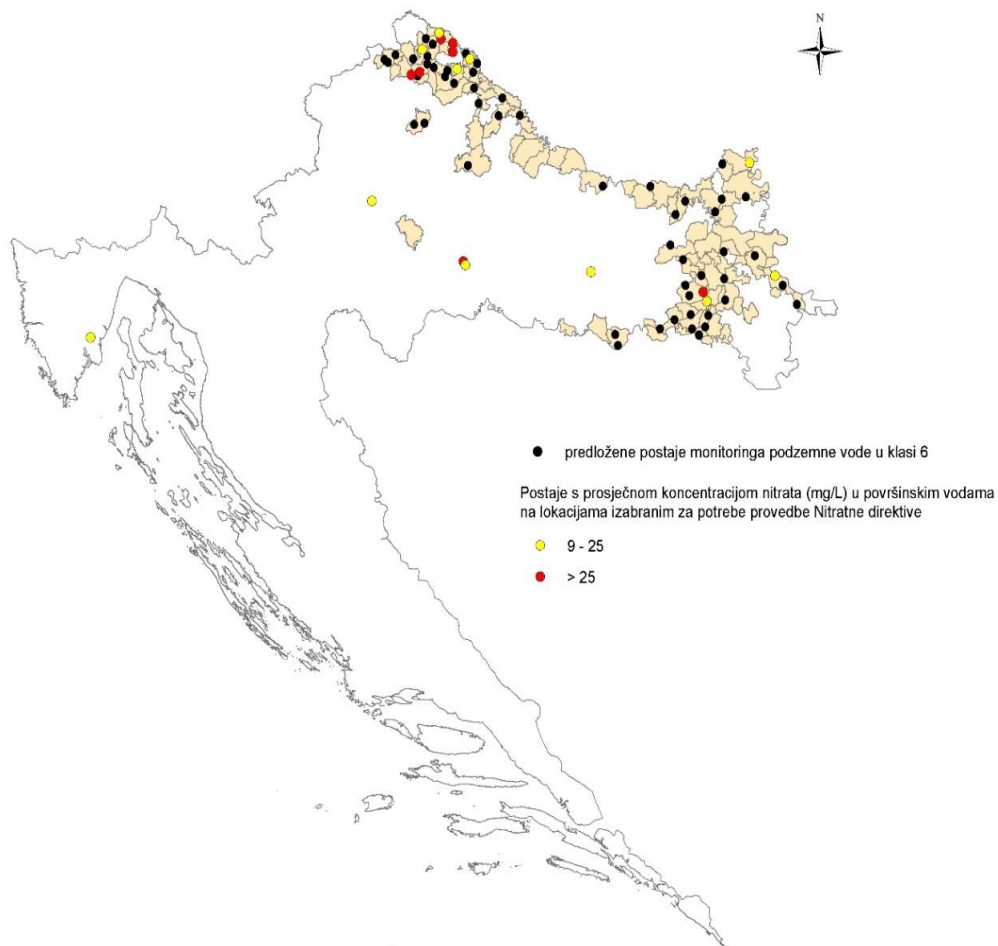 N
predložene postaje monitoringa podzemne vode u klasi 6
Postaje s prosječnom koncentracijom nitrata (mg/L) u površinskim vodama
na lokacijama izabranim za potrebe provedbe Nitratne direktive
9 - 25
> 25